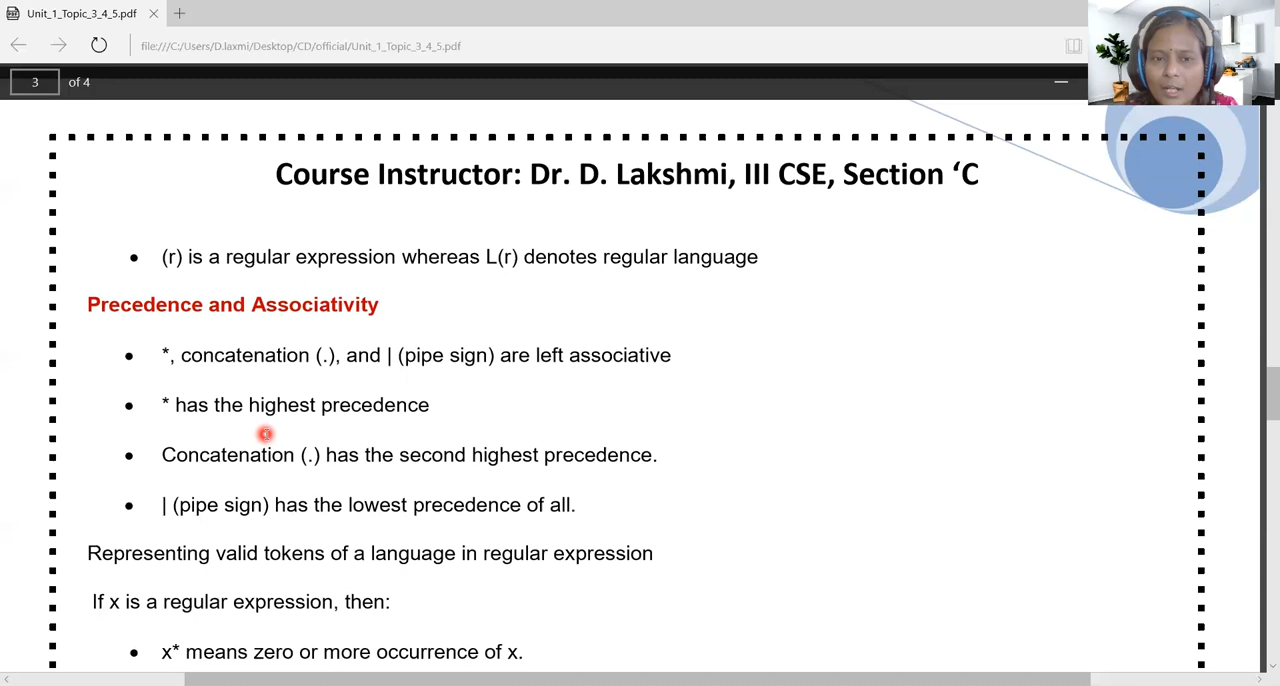 Unit_1_Topic_3_4_5.pdf
file:///C:/Users/D.laxmi/Desktop/CD/official/Unit_1_Topic_3_4_5.pdf
3 of 4
Course Instructor: Dr. D. Lakshmi, III CSE, Section ‘C
• (r) is a regular expression whereas L(r) denotes regular language
Precedence and Associativity
• *, concatenation (.), and | (pipe sign) are left associative
• * has the highest precedence
• Concatenation (.) has the second highest precedence.
• | (pipe sign) has the lowest precedence of all.
Representing valid tokens of a language in regular expression
If x is a regular expression, then:
• x* means zero or more occurrence of x.